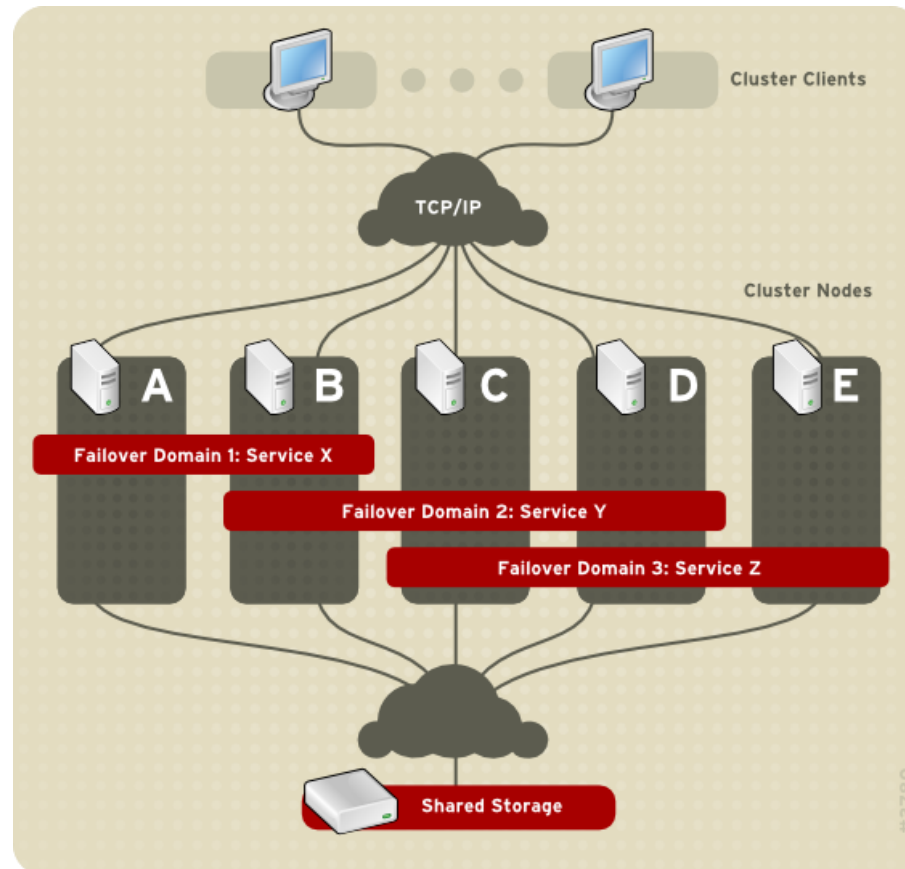 Cluster Clients
TCP/IP
Cluster Nodes
A
B
C
D
E
Failover Domain 1: Service X
Failover Domain 2: Service Y
Failover Domain 3: Service Z
Shared Storage